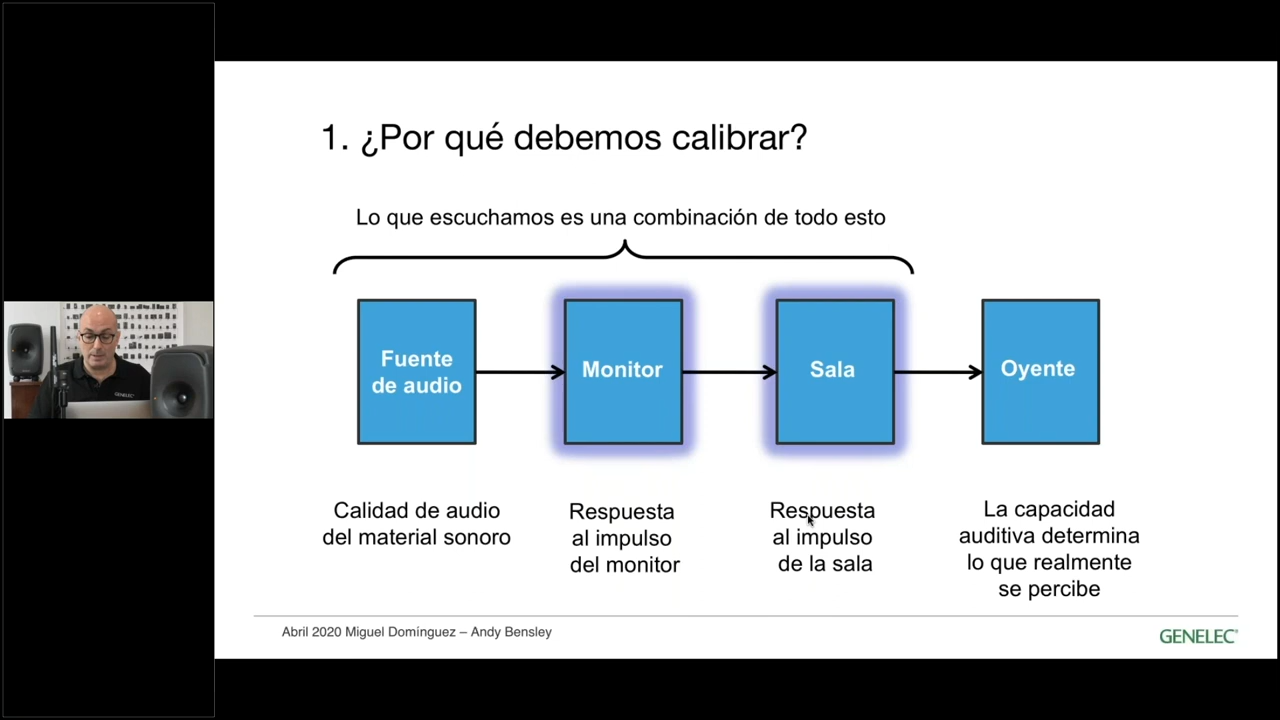 1. ¿Por qué debemos calibrar?
Lo que escuchamos es una combinación de todo esto
Fuente
de audio
Monitor
Sala
Oyente
Calidad de audio
del material sonoro
Respuesta
al impulso
del monitor
Respuesta
al impulso
de la sala
La capacidad
auditiva determina
lo que realmente
se percibe
Abril 2020 Miguel Domínguez – Andy Bensley
GENELEC®
GENELEC